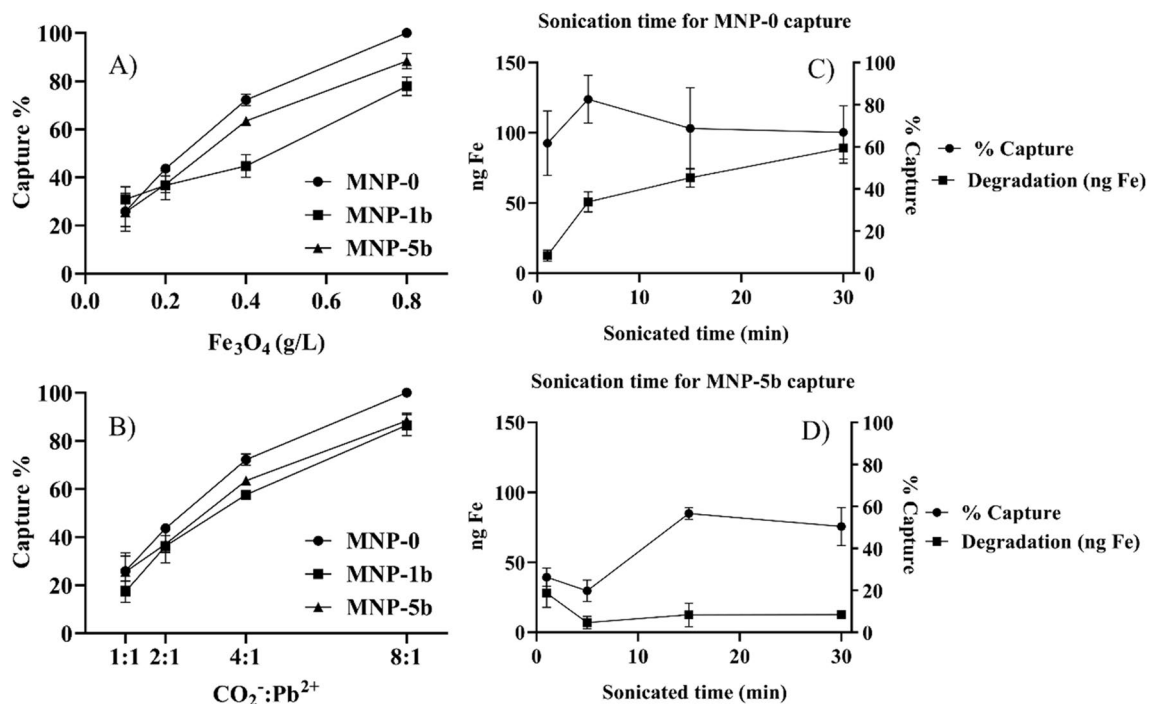 A)
Capture %
100
80
60
40
20
0
MNP-0
MNP-1b
MNP-5b
0.0 0.2 0.4 0.6 0.8
Fe₃O₄ (g/L)
Sonication time for MNP-0 capture
C)
ng Fe
150
100
50
0
100
80
60
40
20
0
% Capture
% Capture
Degradation (ng Fe)
0 10 20 30
Sonicated time (min)
B)
Capture %
100
80
60
40
20
0
MNP-0
MNP-1b
MNP-5b
1:1 2:1 4:1 8:1
CO₂⁻:Pb²⁺
Sonication time for MNP-5b capture
D)
ng Fe
150
100
50
0
100
80
60
40
20
0
% Capture
% Capture
Degradation (ng Fe)
0 10 20 30
Sonicated time (min)